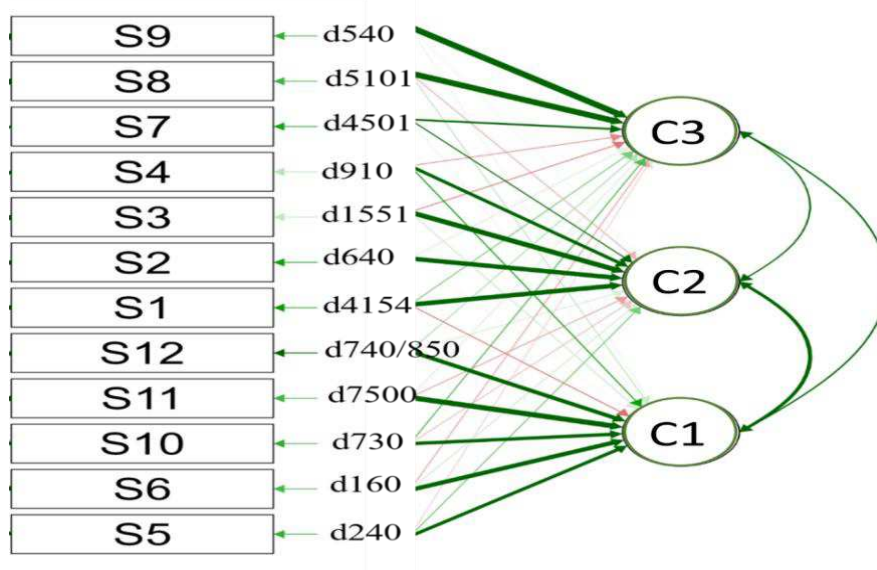 S9 d540
S8 d5101
S7 d4501
S4 d910
S3 d1551
S2 d640
S1 d4154
S12 d740/850
S11 d7500
S10 d730
S6 d160
S5 d240
C3
C2
C1